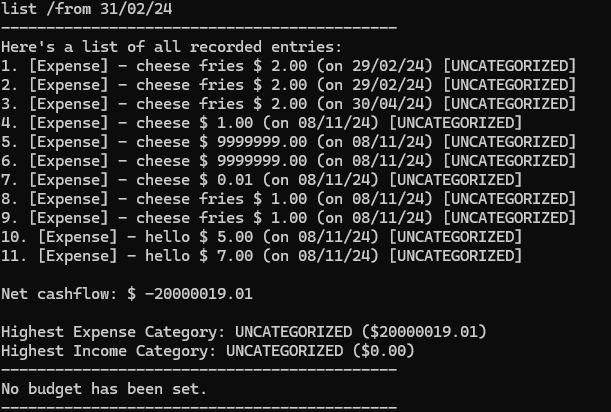 list /from 31/02/24
--------------------------------------------
Here's a list of all recorded entries:
1. [Expense] - cheese fries $ 2.00 (on 29/02/24) [UNCATEGORIZED]
2. [Expense] - cheese fries $ 2.00 (on 29/02/24) [UNCATEGORIZED]
3. [Expense] - cheese fries $ 2.00 (on 30/04/24) [UNCATEGORIZED]
4. [Expense] - cheese $ 1.00 (on 08/11/24) [UNCATEGORIZED]
5. [Expense] - cheese $ 9999999.00 (on 08/11/24) [UNCATEGORIZED]
6. [Expense] - cheese $ 9999999.00 (on 08/11/24) [UNCATEGORIZED]
7. [Expense] - cheese $ 0.01 (on 08/11/24) [UNCATEGORIZED]
8. [Expense] - cheese fries $ 1.00 (on 08/11/24) [UNCATEGORIZED]
9. [Expense] - cheese fries $ 1.00 (on 08/11/24) [UNCATEGORIZED]
10. [Expense] - hello $ 5.00 (on 08/11/24) [UNCATEGORIZED]
11. [Expense] - hello $ 7.00 (on 08/11/24) [UNCATEGORIZED]
Net cashflow: $ -20000019.01
Highest Expense Category: UNCATEGORIZED ($20000019.01)
Highest Income Category: UNCATEGORIZED ($0.00)
--------------------------------------------
No budget has been set.
--------------------------------------------